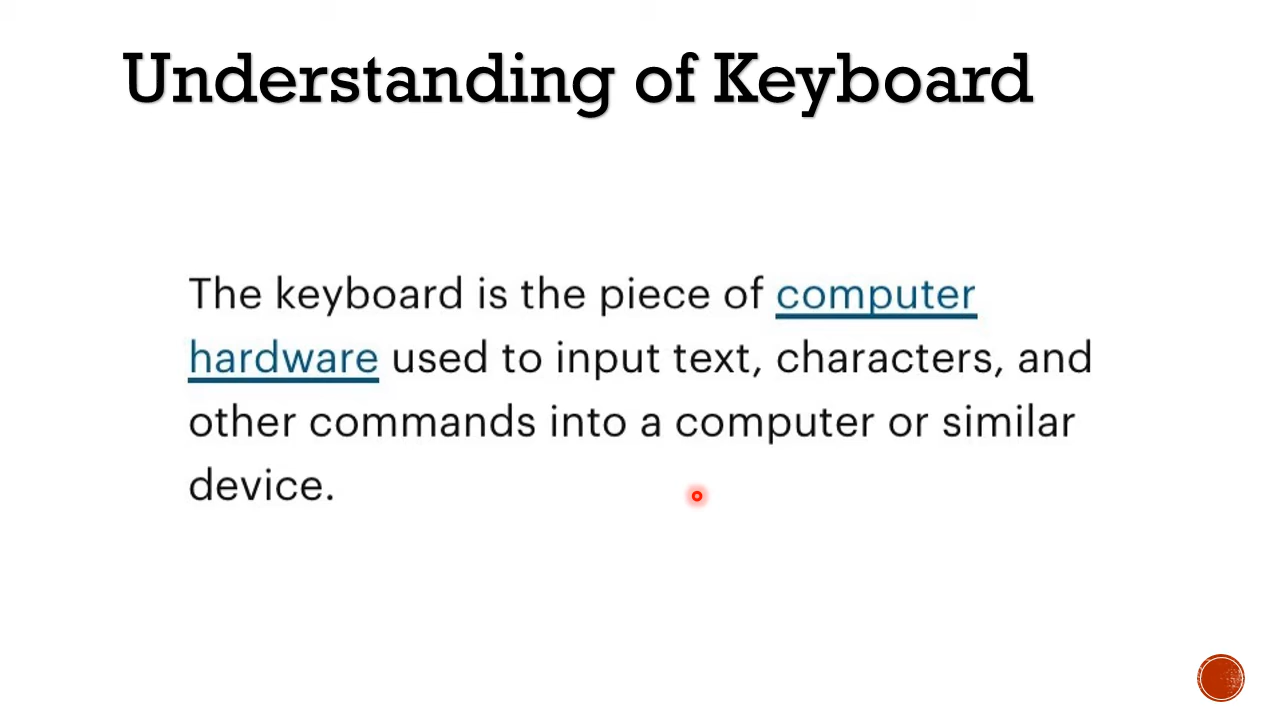 Understanding of Keyboard
The keyboard is the piece of computer
hardware used to input text, characters, and
other commands into a computer or similar
device.